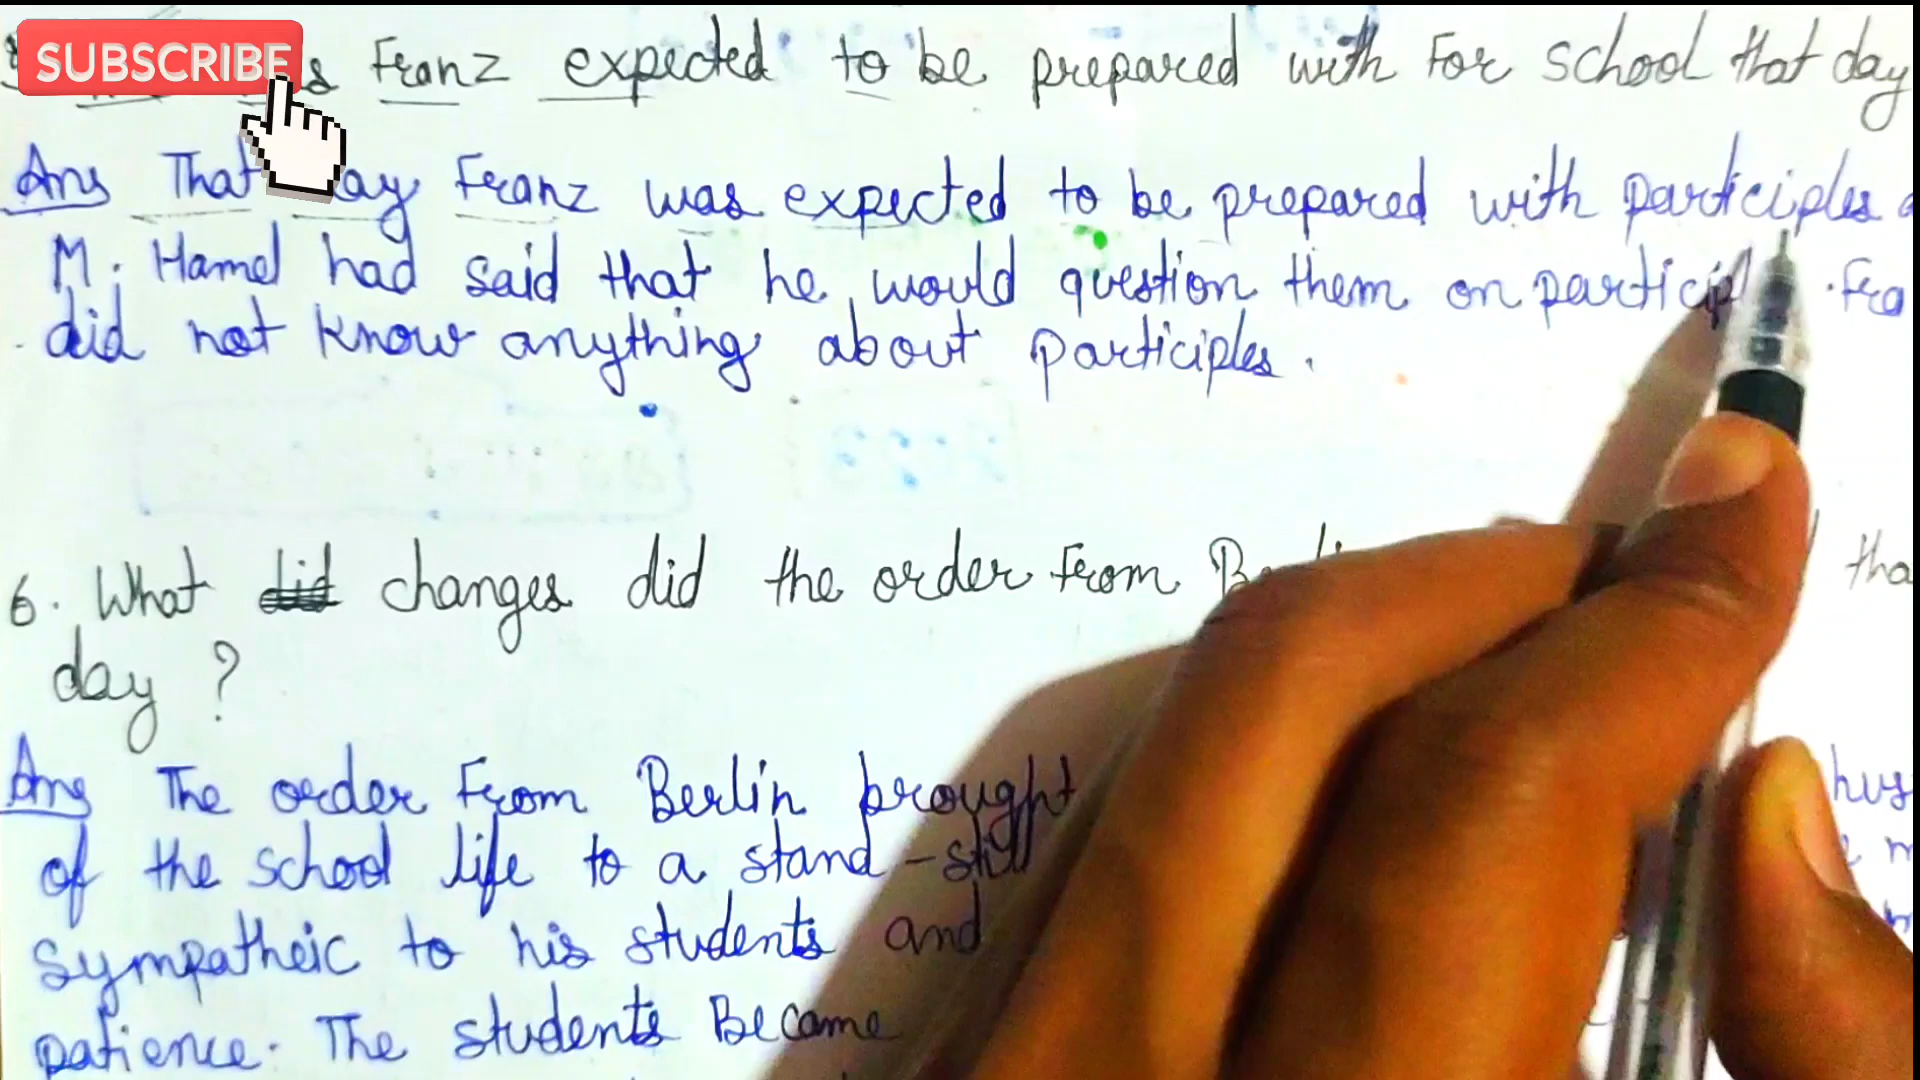 SUBSCRIBE
Franz expected to be prepared with For school that day
Ans That day Franz was expected to be prepared with participles
M. Hamel had said that he would question them on
did not know anything about participles.
6. What did changes did the order From
day ?
Ans The order From Berlin brought
of the school life to a stand-still
sympatheic to his students and
patience. The students Became